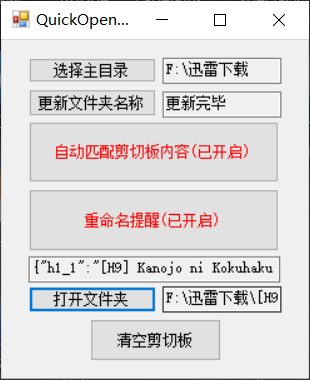 QuickOpen...
选择主目录 F:\迅雷下载
更新文件夹名称 更新完毕
自动匹配剪切板内容(已开启)
重命名提醒(已开启)
{"h1_1":"[H9] Kanojo ni Kokuhaku
打开文件夹 F:\迅雷下载\[H9
清空剪切板